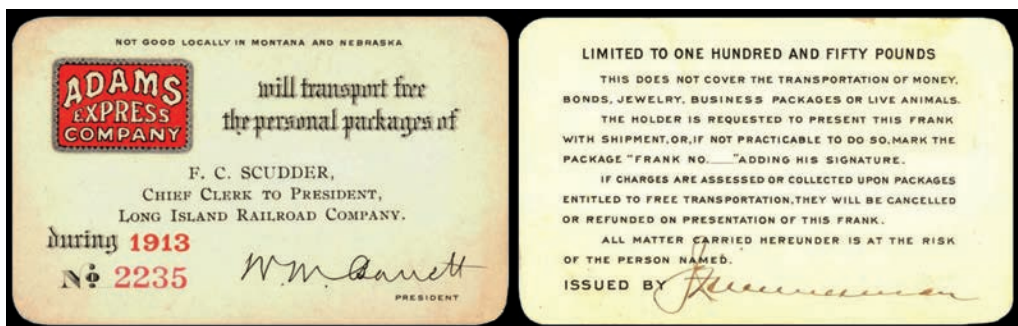 NOT GOOD LOCALLY IN MONTANA AND NEBRASKA
ADAMS
EXPRESS
COMPANY
will transport free
the personal packages of
F. C. SCUDDER,
CHIEF CLERK TO PRESIDENT,
LONG ISLAND RAILROAD COMPANY.
during 1913
No 2235
W. M. Barrett
PRESIDENT
LIMITED TO ONE HUNDRED AND FIFTY POUNDS
THIS DOES NOT COVER THE TRANSPORTATION OF MONEY,
BONDS, JEWELRY, BUSINESS PACKAGES OR LIVE ANIMALS.
THE HOLDER IS REQUESTED TO PRESENT THIS FRANK
WITH SHIPMENT, OR, IF NOT PRACTICABLE TO DO SO, MARK THE
PACKAGE "FRANK NO.___" ADDING HIS SIGNATURE.
IF CHARGES ARE ASSESSED OR COLLECTED UPON PACKAGES
ENTITLED TO FREE TRANSPORTATION, THEY WILL BE CANCELLED
OR REFUNDED ON PRESENTATION OF THIS FRANK.
ALL MATTER CARRIED HEREUNDER IS AT THE RISK
OF THE PERSON NAMED.
ISSUED BY